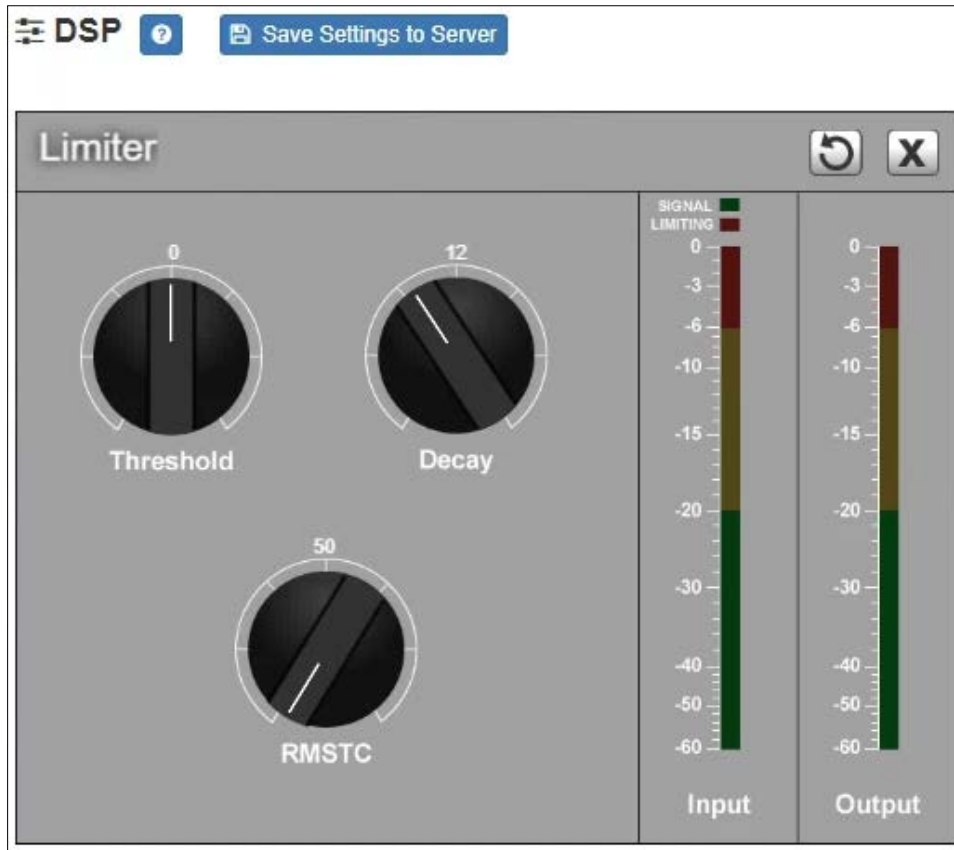 DSP ? Save Settings to Server
Limiter X
SIGNAL
LIMITING
0 12
Threshold Decay
50
RMSTC
0
-3
-6
-10
-15
-20
-30
-40
-50
-60
Input
0
-3
-6
-10
-15
-20
-30
-40
-50
-60
Output